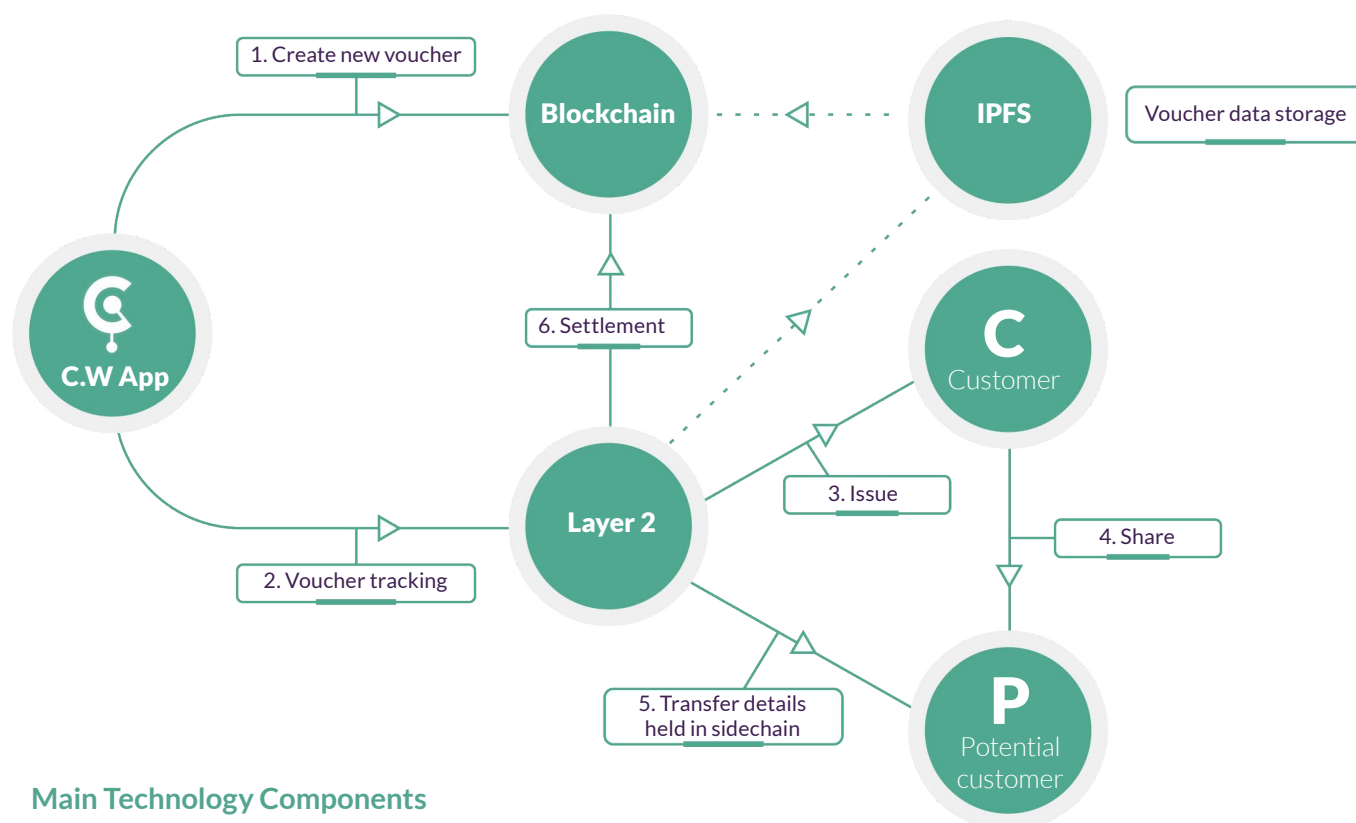 1. Create new voucher
Blockchain
IPFS
Voucher data storage
C.W App
6. Settlement
C
Customer
3. Issue
Layer 2
4. Share
2. Voucher tracking
5. Transfer details
held in sidechain
P
Potential
customer
Main Technology Components